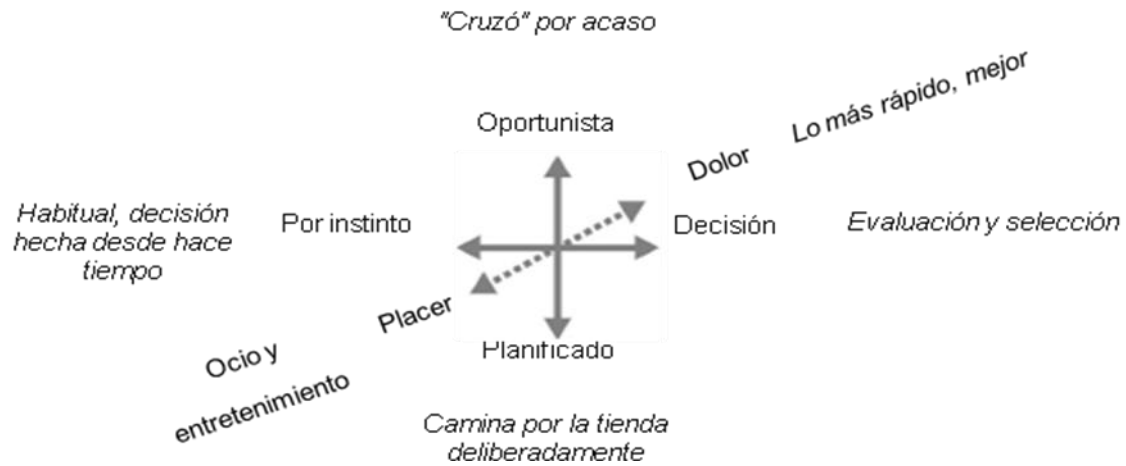 "Cruzó" por acaso
Lo más rápido, mejor
Oportunista
Dolor
Habitual, decisión
hecha desde hace
tiempo
Por instinto
Decisión
Evaluación y selección
Placer
Ocio y
entretenimiento
Planificado
Camina por la tienda
deliberadamente